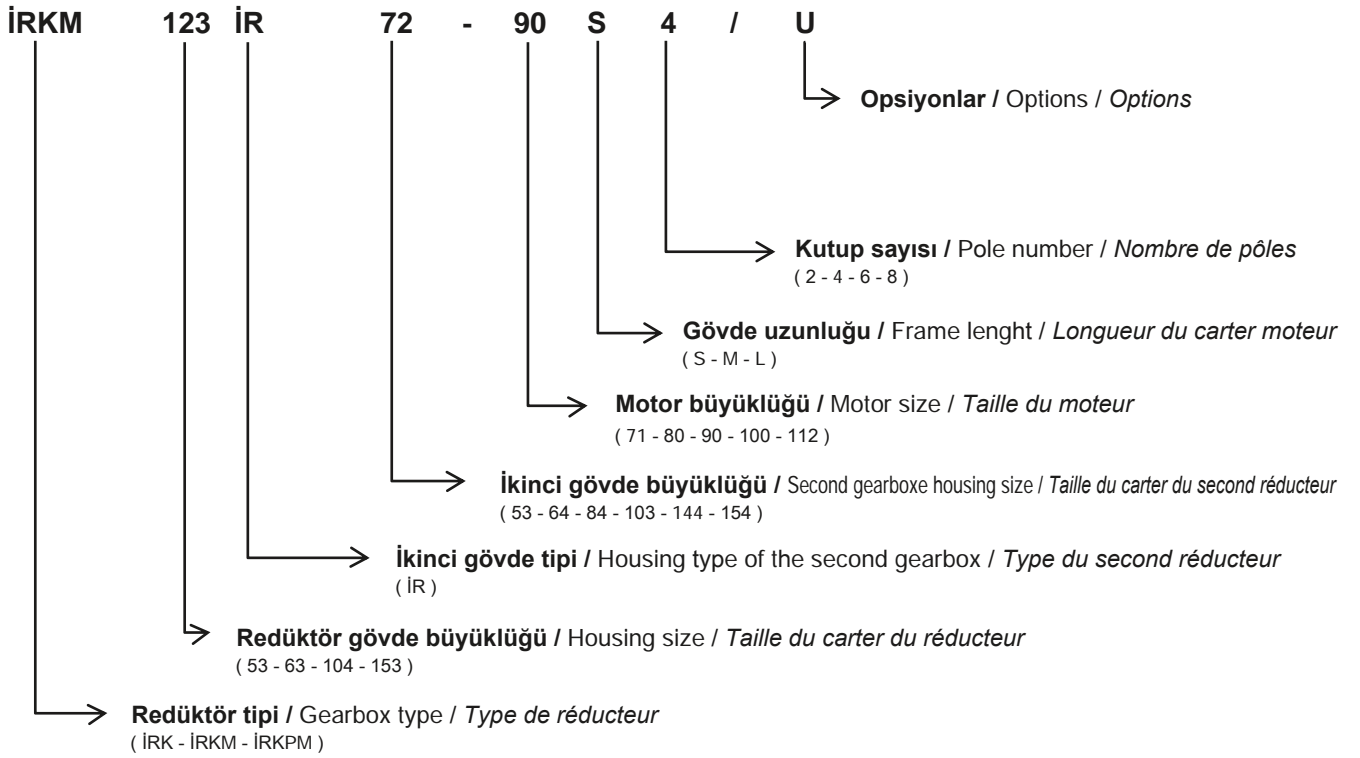 İRKM 123 İR 72 - 90 S 4 / U
Opsiyonlar / Options / Options
Kutup sayısı / Pole number / Nombre de pôles
( 2 - 4 - 6 - 8 )
Gövde uzunluğu / Frame lenght / Longueur du carter moteur
( S - M - L )
Motor büyüklüğü / Motor size / Taille du moteur
( 71 - 80 - 90 - 100 - 112 )
İkinci gövde büyüklüğü / Second gearboxe housing size / Taille du carter du second réducteur
( 53 - 64 - 84 - 103 - 144 - 154 )
İkinci gövde tipi / Housing type of the second gearbox / Type du second réducteur
( İR )
Redüktör gövde büyüklüğü / Housing size / Taille du carter du réducteur
( 53 - 63 - 104 - 153 )
Redüktör tipi / Gearbox type / Type de réducteur
( İRK - İRKM - İRKPM )